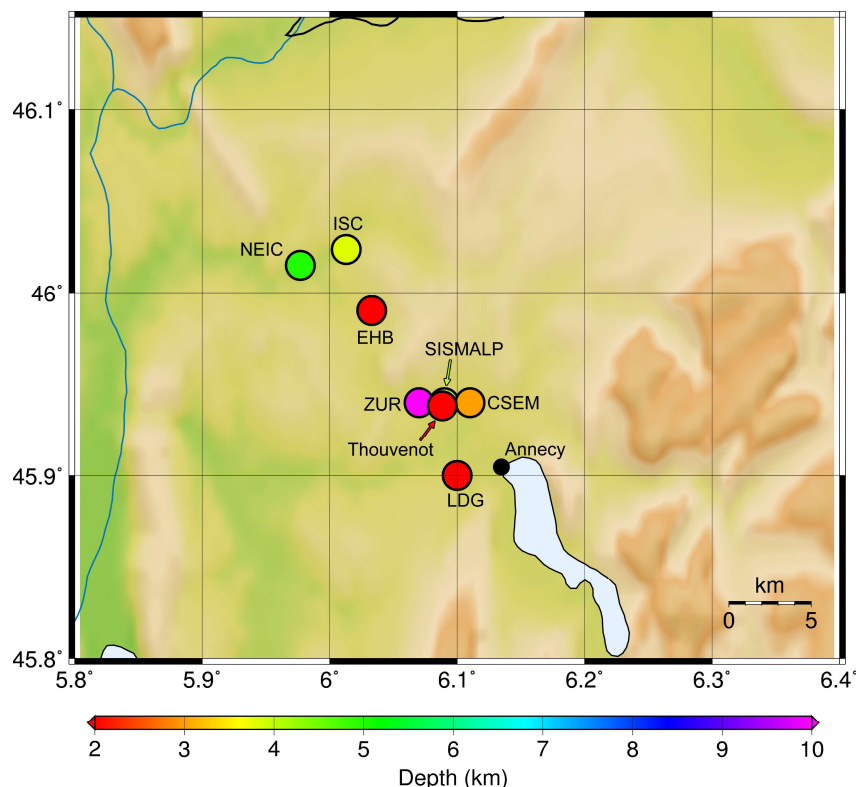 46.1°
ISC
NEIC
46°
EHB
SISMALP
ZUR
CSEM
Thouvenot
Annecy
45.9°
LDG
km
0 5
45.8°
5.8° 5.9° 6° 6.1° 6.2° 6.3° 6.4°
2 3 4 5 6 7 8 9 10
Depth (km)